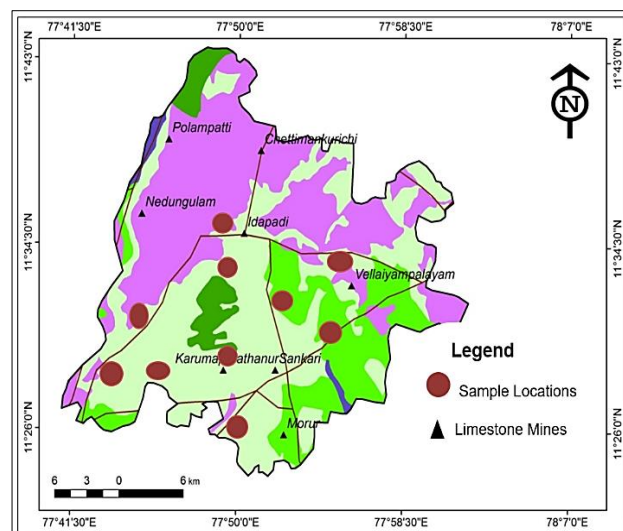 77°41'30"E 77°50'0"E 77°58'30"E 78°7'0"E
11°43'0"N
11°43'0"N
N
Polampatti
Chettimankurichi
Nedungulam
Idapadi
11°34'30"N
11°34'30"N
Vellaiyampalayam
Legend
Sankari
Sample Locations
Limestone Mines
11°26'0"N
11°26'0"N
Morur
6 3 0 6 km
77°41'30"E 77°50'0"E 77°58'30"E 78°7'0"E